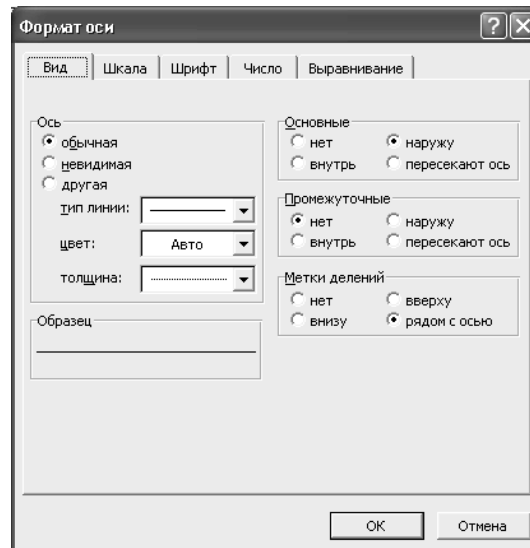 Формат оси
Вид Шкала Шрифт Число Выравнивание
Ось
обычная
невидимая
другая
тип линии:
цвет: Авто
толщина:
Образец
Основные
нет наружу
внутрь пересекают ось
Промежуточные
нет наружу
внутрь пересекают ось
Метки делений
нет вверху
внизу рядом с осью
ОК Отмена